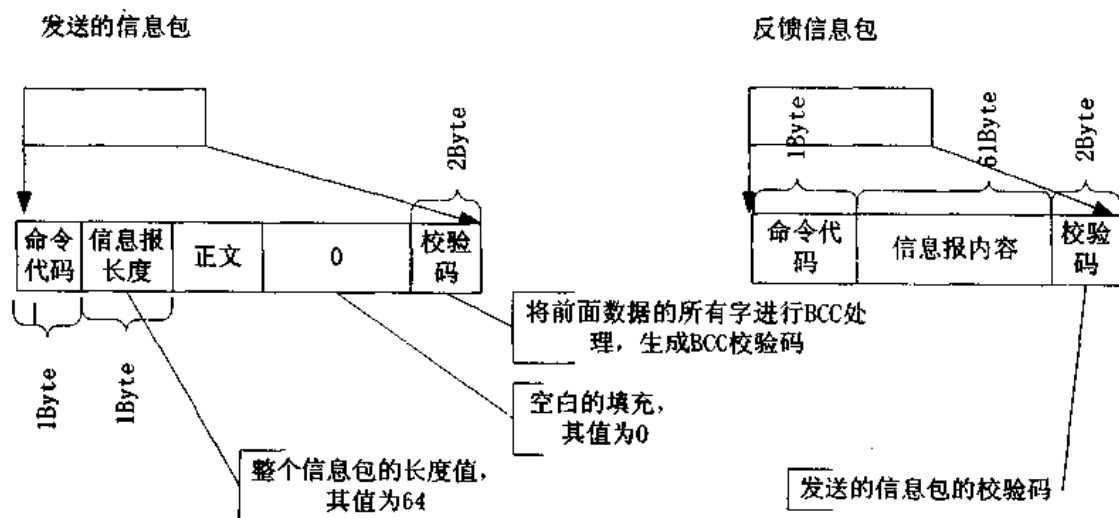 发送的信息包
反馈信息包
2Byte
1Byte
61Byte
2Byte
命令
代码
信息报
长度
正文
0
校验
码
命令代
码
信息报内容
校验
码
1Byte
1Byte
将前面数据的所有字进行BCC处
理，生成BCC校验码
空白的填充，
其值为0
整个信息包的长度值，
其值为64
发送的信息包的校验码